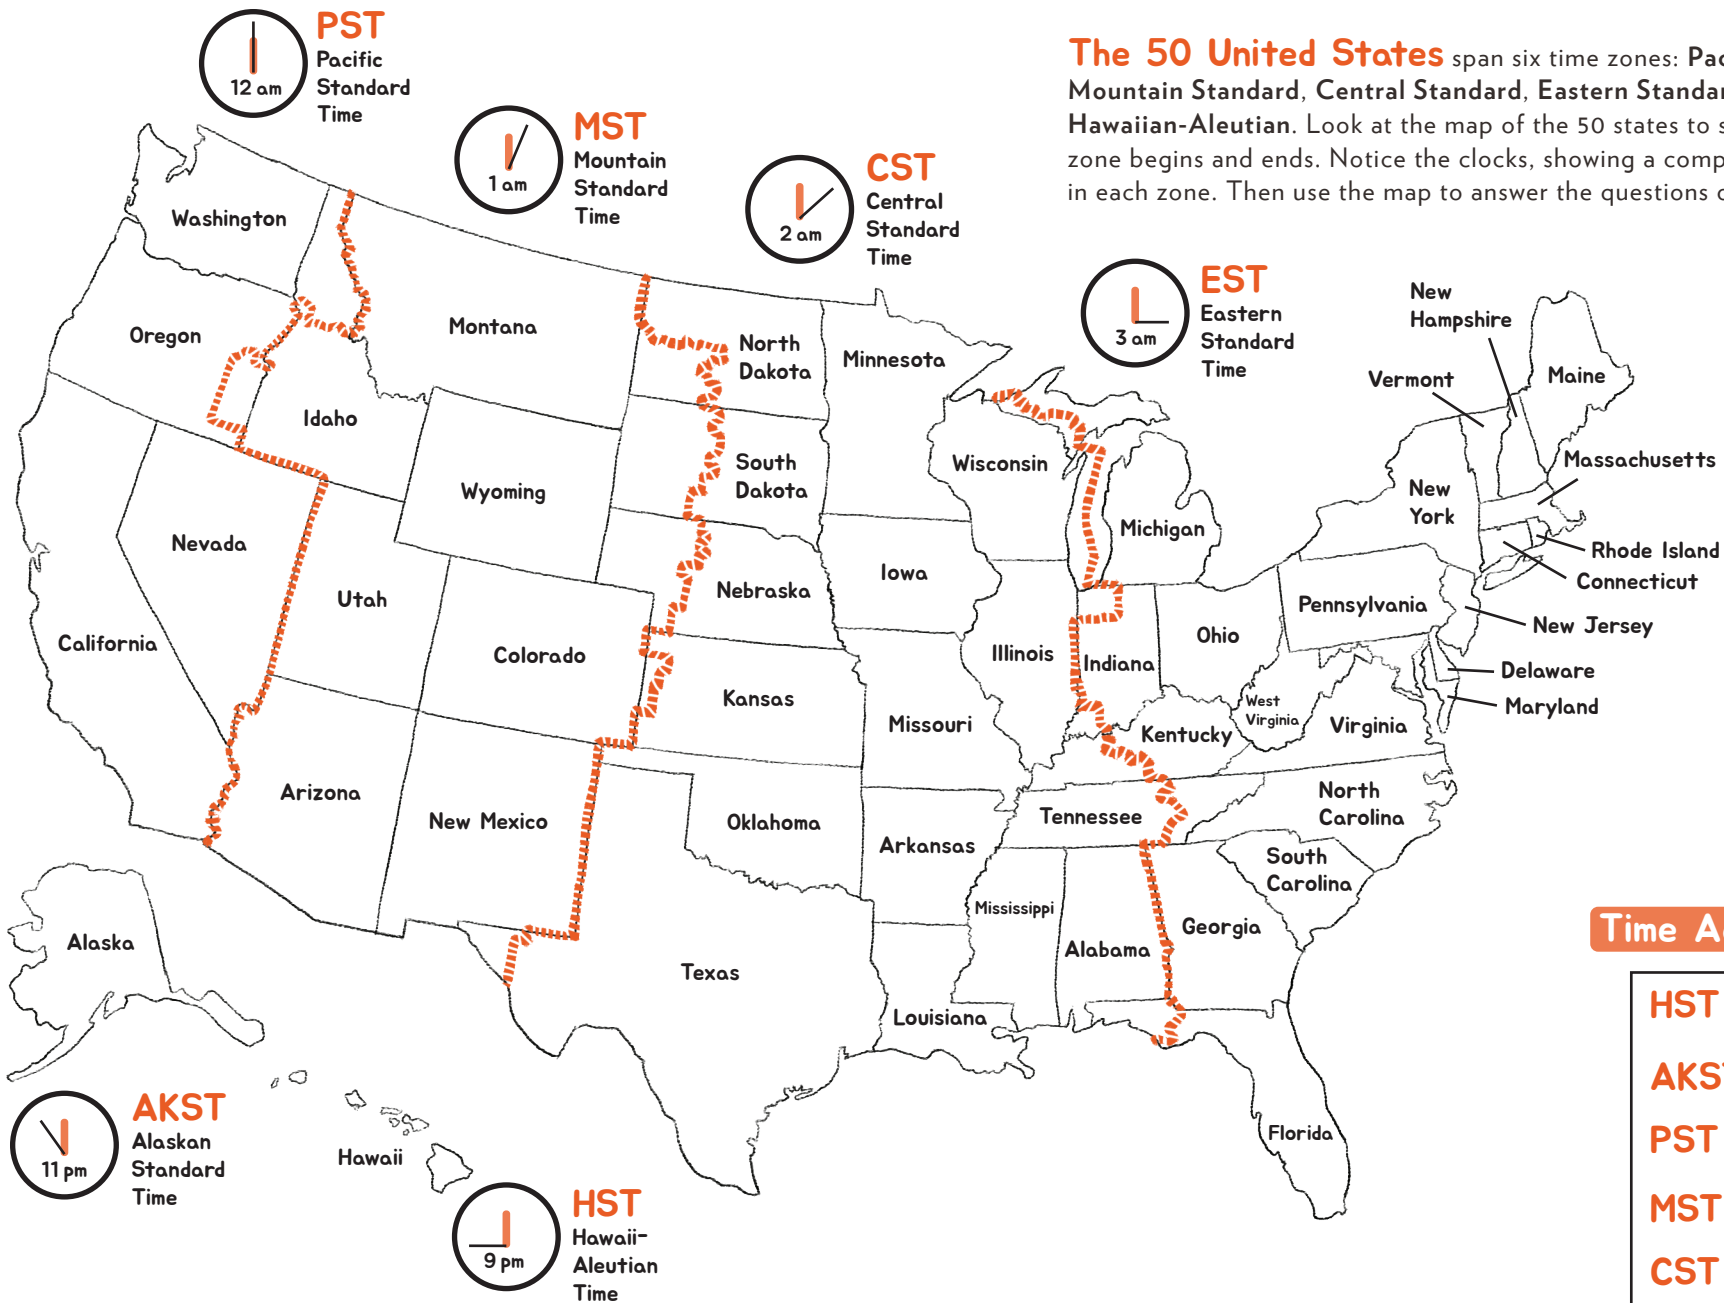 PST
Pacific
Standard
Time
12 am
The 50 United States span six time zones:
Mountain Standard, Central Standard, Eastern
Hawaiian-Aleutian. Look at the map of the 50 states to
zone begins and ends. Notice the clocks, showing a
in each zone. Then use the map to answer the questions
MST
Mountain
Standard
Time
1 am
CST
Central
Standard
Time
2 am
EST
Eastern
Standard
Time
3 am
Washington
Oregon
Montana
Idaho
North
Dakota
Minnesota
New
Hampshire
Vermont
Maine
Wyoming
South
Dakota
Wisconsin
Michigan
New
York
Massachusetts
Rhode Island
Connecticut
Nevada
Utah
Nebraska
Iowa
Pennsylvania
New Jersey
California
Colorado
Kansas
Illinois
Indiana
Ohio
Delaware
Maryland
West
Virginia
Virginia
Missouri
Kentucky
Arizona
New Mexico
Oklahoma
Arkansas
Tennessee
North
Carolina
South
Carolina
Mississippi
Alabama
Georgia
Alaska
Texas
Louisiana
Florida
Hawaii
AKST
Alaskan
Standard
Time
11 pm
HST
Hawaii-
Aleutian
Time
9 pm
Time
HST
AKST
PST
MST
CST